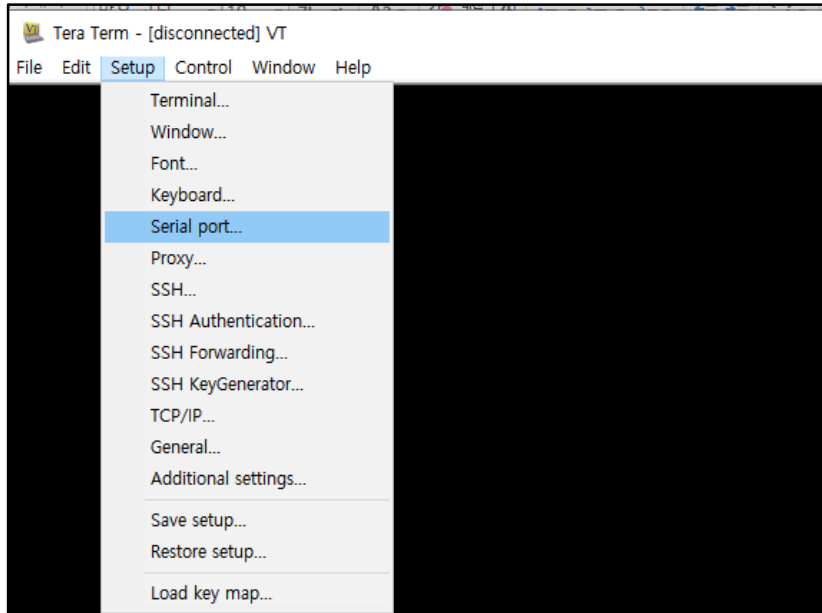 Tera Term - [disconnected] VT
File Edit Setup Control Window Help
Terminal...
Window...
Font...
Keyboard...
Serial port...
Proxy...
SSH...
SSH Authentication...
SSH Forwarding...
SSH KeyGenerator...
TCP/IP...
General...
Additional settings...
Save setup...
Restore setup...
Load key map...